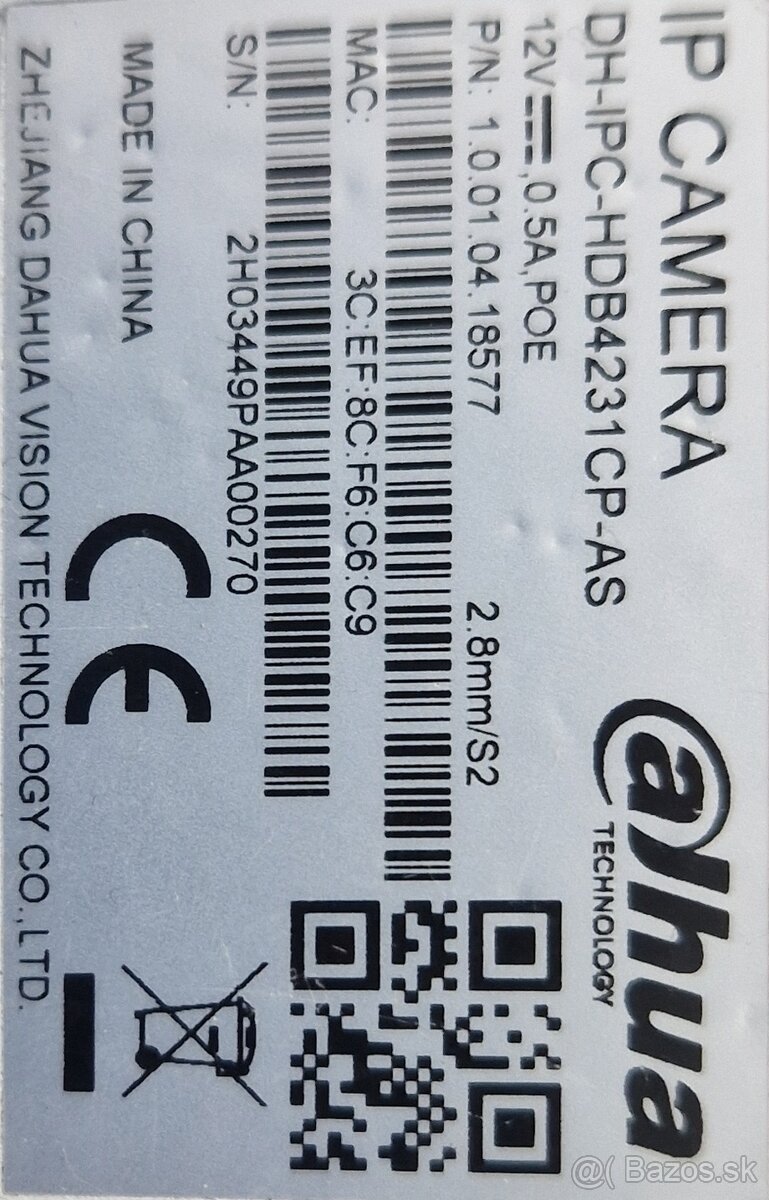 IP CAMERA
DH-IPC-HDB4231CP-AS
alhua
TECHNOLOGY
12V⎓,0.5A,POE
P/N: 1.0.01.04.18577 2.8mm/S2
MAC: 3C:EF:8C:F6:C6:C9
S/N: 2H03449PAA00270
MADE IN CHINA
CE
ZHEJIANG DAHUA VISION TECHNOLOGY CO.,LTD.
@( Bazos.sk